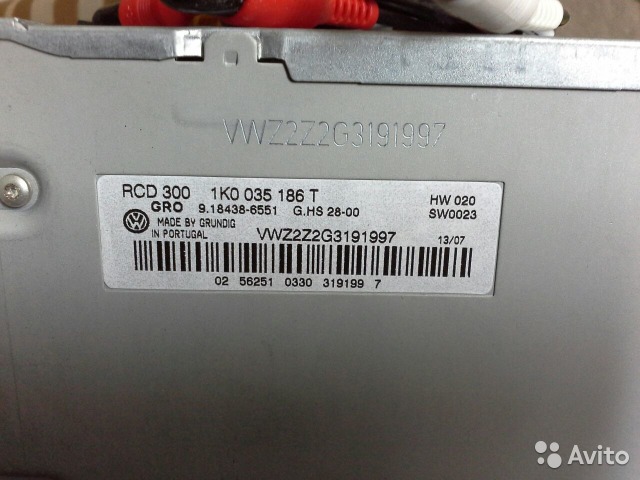 VWZ2Z2G3191997
RCD 300 1K0 035 186 T HW 020
GRO 9.18438-6551 G.HS 28-00 SW0023
MADE BY GRUNDIG
IN PORTUGAL VWZ2Z2G3191997 13/07
02 56251 0330 319199 7
Avito